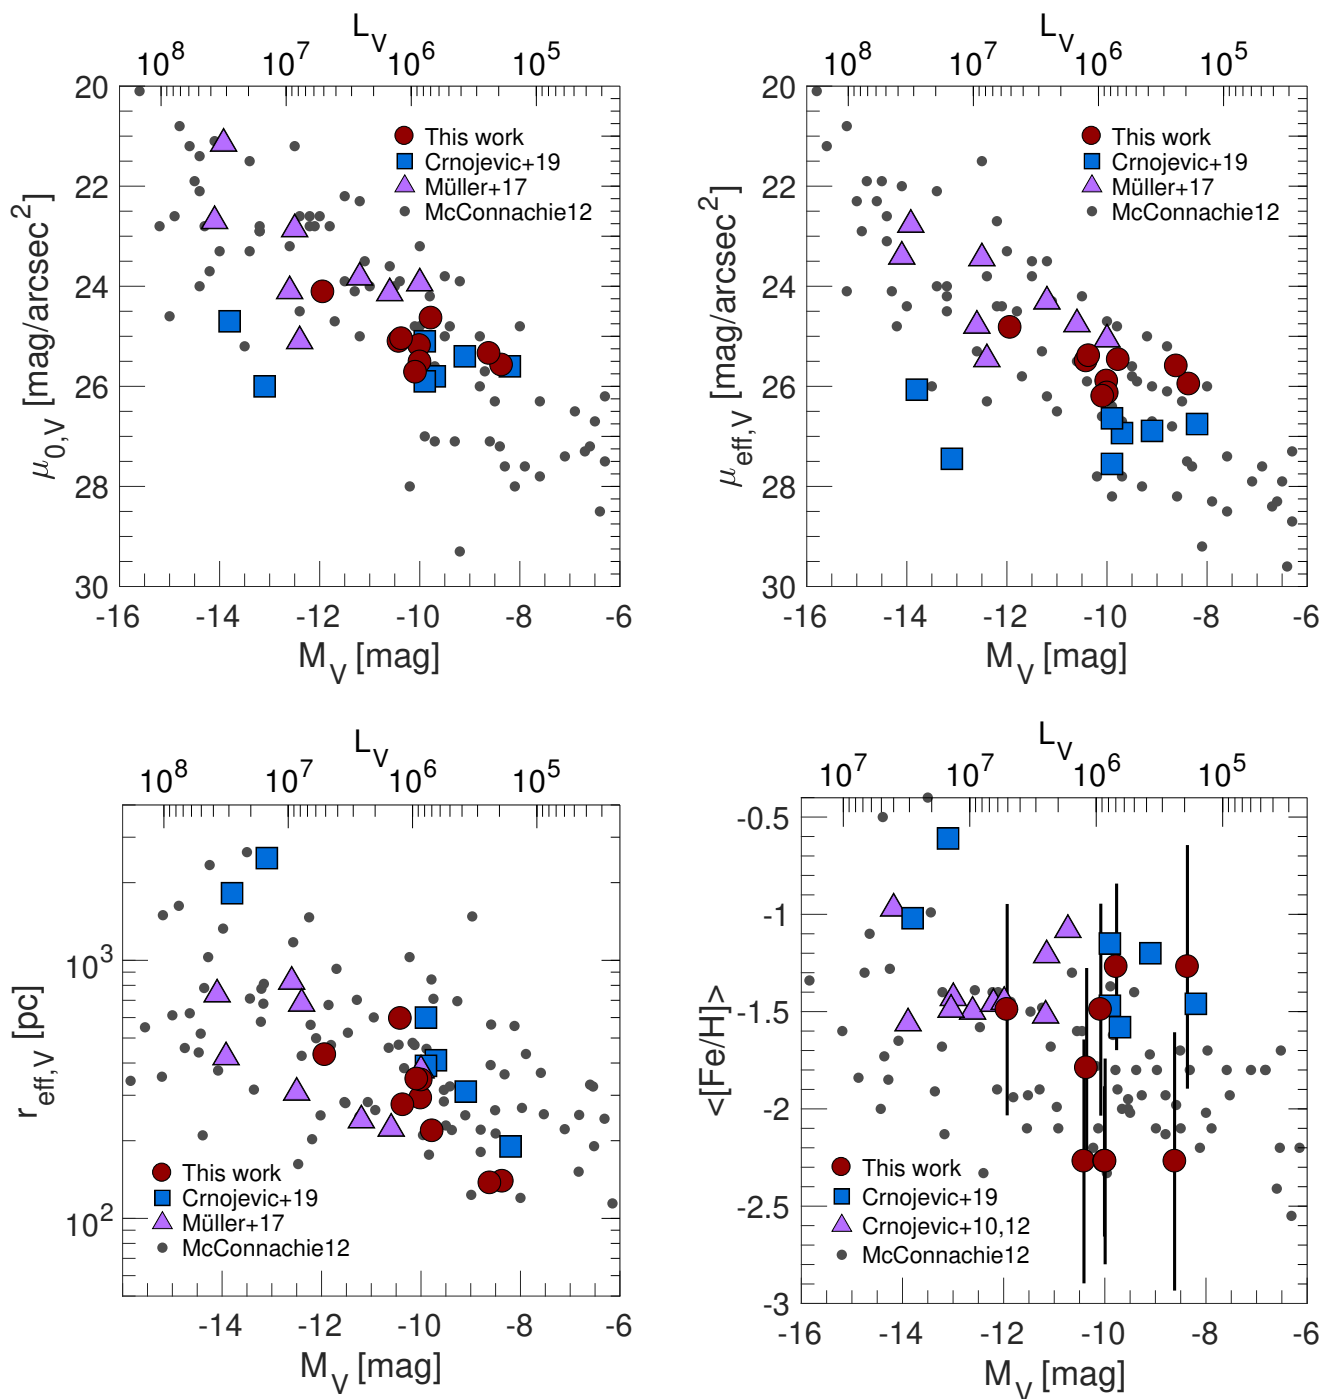 L_V
10^8 10^7 10^6 10^5
20
22
24
26
28
30
μ_0,V [mag/arcsec^2]
This work
Crnojevic+19
Müller+17
McConnachie12
-16 -14 -12 -10 -8 -6
M_V [mag]
L_V
10^8 10^7 10^6 10^5
20
22
24
26
28
30
μ_eff,V [mag/arcsec^2]
This work
Crnojevic+19
Müller+17
McConnachie12
-16 -14 -12 -10 -8 -6
M_V [mag]
L_V
10^8 10^7 10^6 10^5
10^3
10^2
r_eff,V [pc]
This work
Crnojevic+19
Müller+17
McConnachie12
-14 -12 -10 -8 -6
M_V [mag]
L_V
10^7 10^7 10^6 10^5
-0.5
-1
-1.5
-2
-2.5
-3
<[Fe/H]>
This work
Crnojevic+19
Crnojevic+10,12
McConnachie12
-16 -14 -12 -10 -8 -6
M_V [mag]